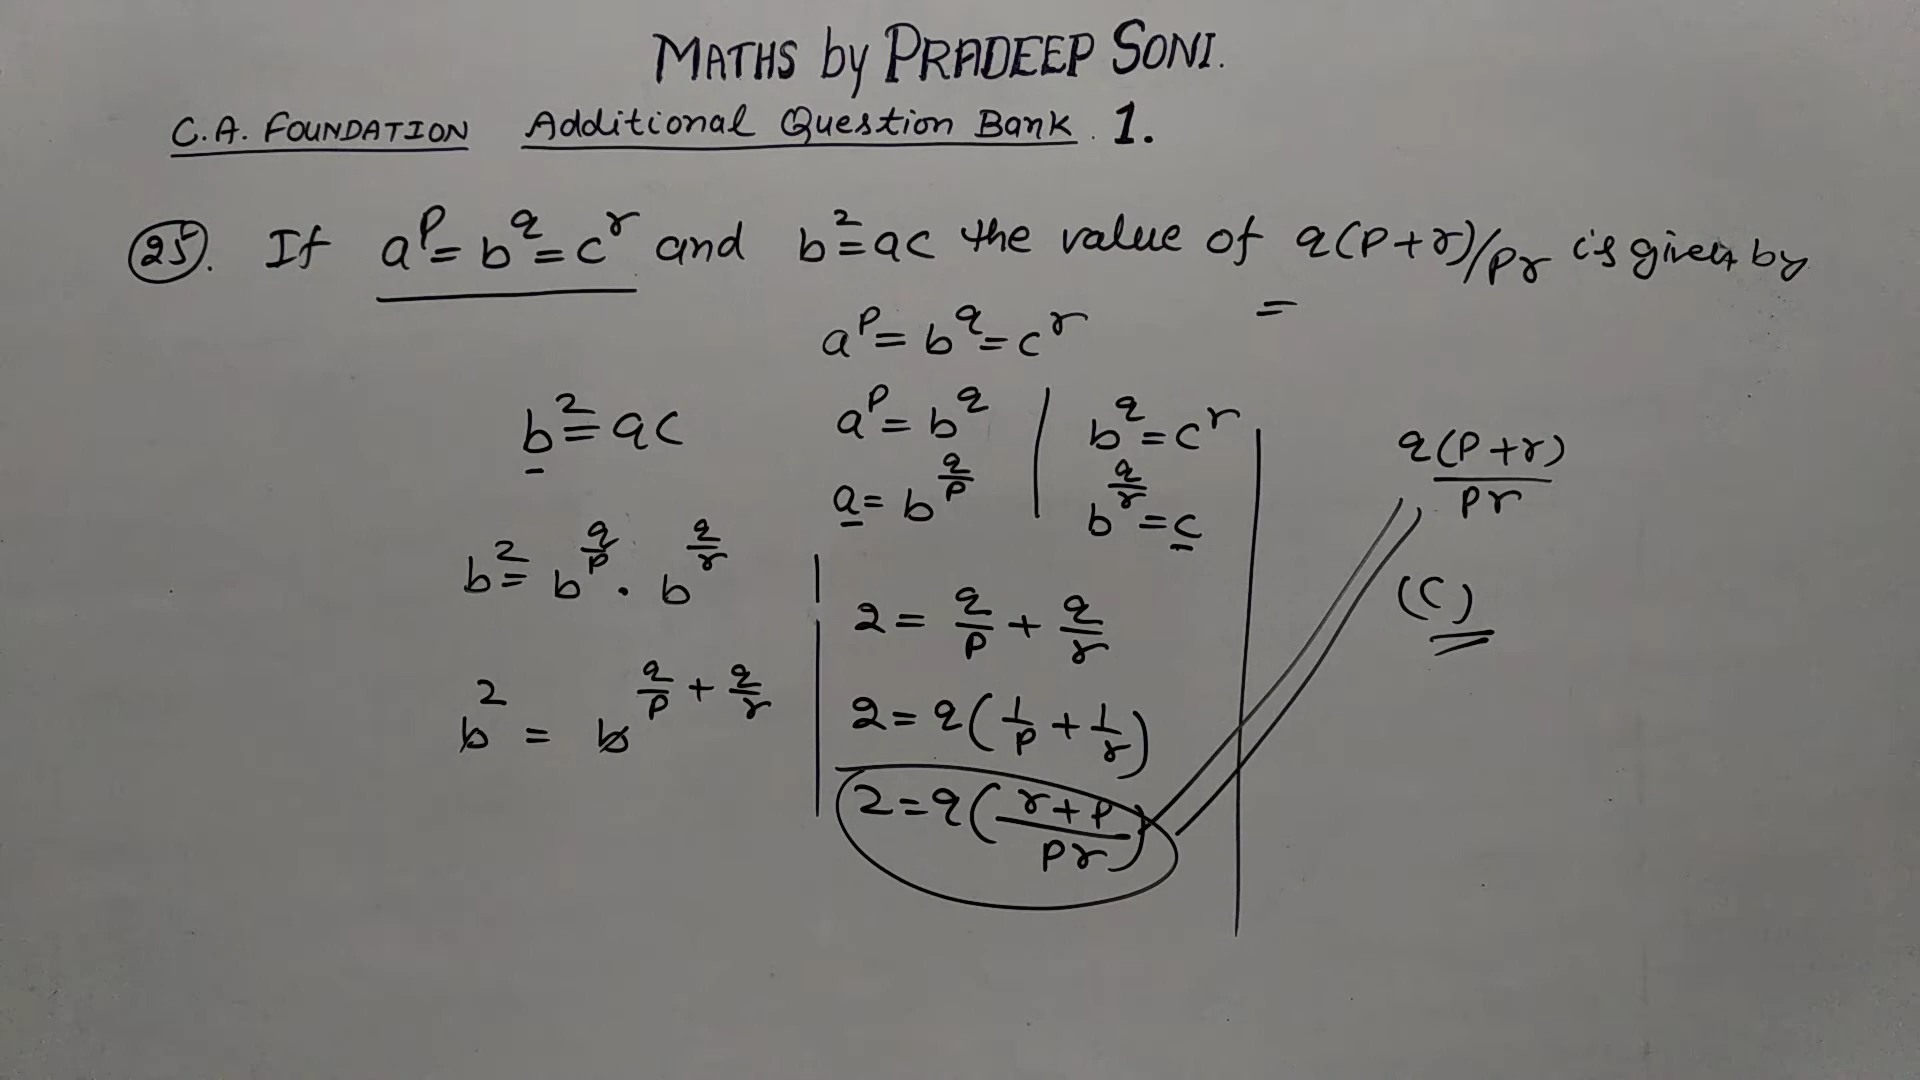 MATHS by PRADEEP SONI.
C.A. FOUNDATION Additional Question Bank. 1.
(25). If a^p = b^q = c^r and b^2 = ac the value of q(p+r)/pr is given by
=
a^p = b^q = c^r
b^2 = ac
a^p = b^q | b^q = c^r
a = b^(q/p) | b^(q/r) = c
b^2 = b^(q/p) . b^(q/r)
b^2 = b^(q/p + q/r)
2 = q/p + q/r
2 = q(1/p + 1/r)
2 = q((r+p)/pr)
q(p+r)/pr
(C)